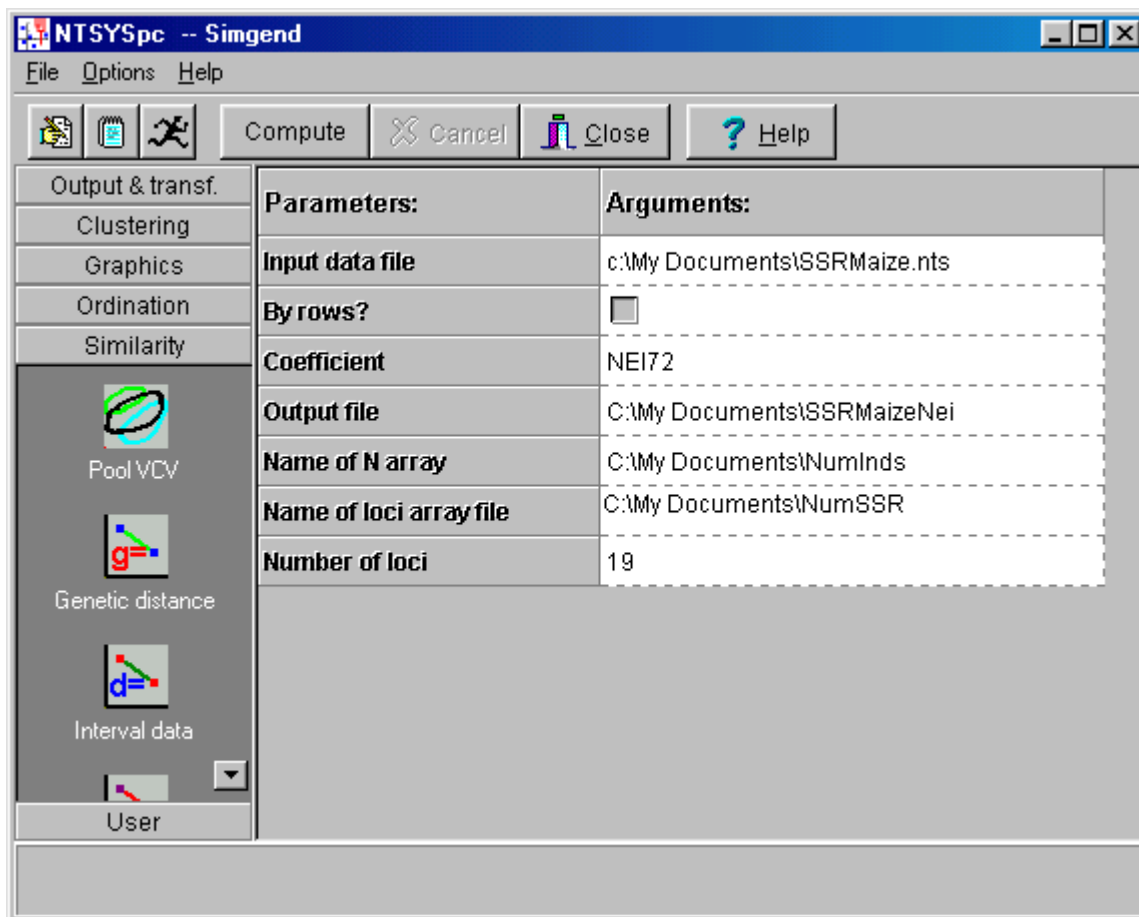 NTSYSpc -- Simgend
File Options Help
Compute Cancel Close ? Help
Output & transf.
Clustering
Graphics
Ordination
Similarity
Pool VCV
g=
Genetic distance
d=
Interval data
User
Parameters: Arguments:
Input data file c:\My Documents\SSRMaize.nts
By rows?
Coefficient NEI72
Output file C:\My Documents\SSRMaizeNei
Name of N array C:\My Documents\NumInds
Name of loci array file C:\My Documents\NumSSR
Number of loci 19